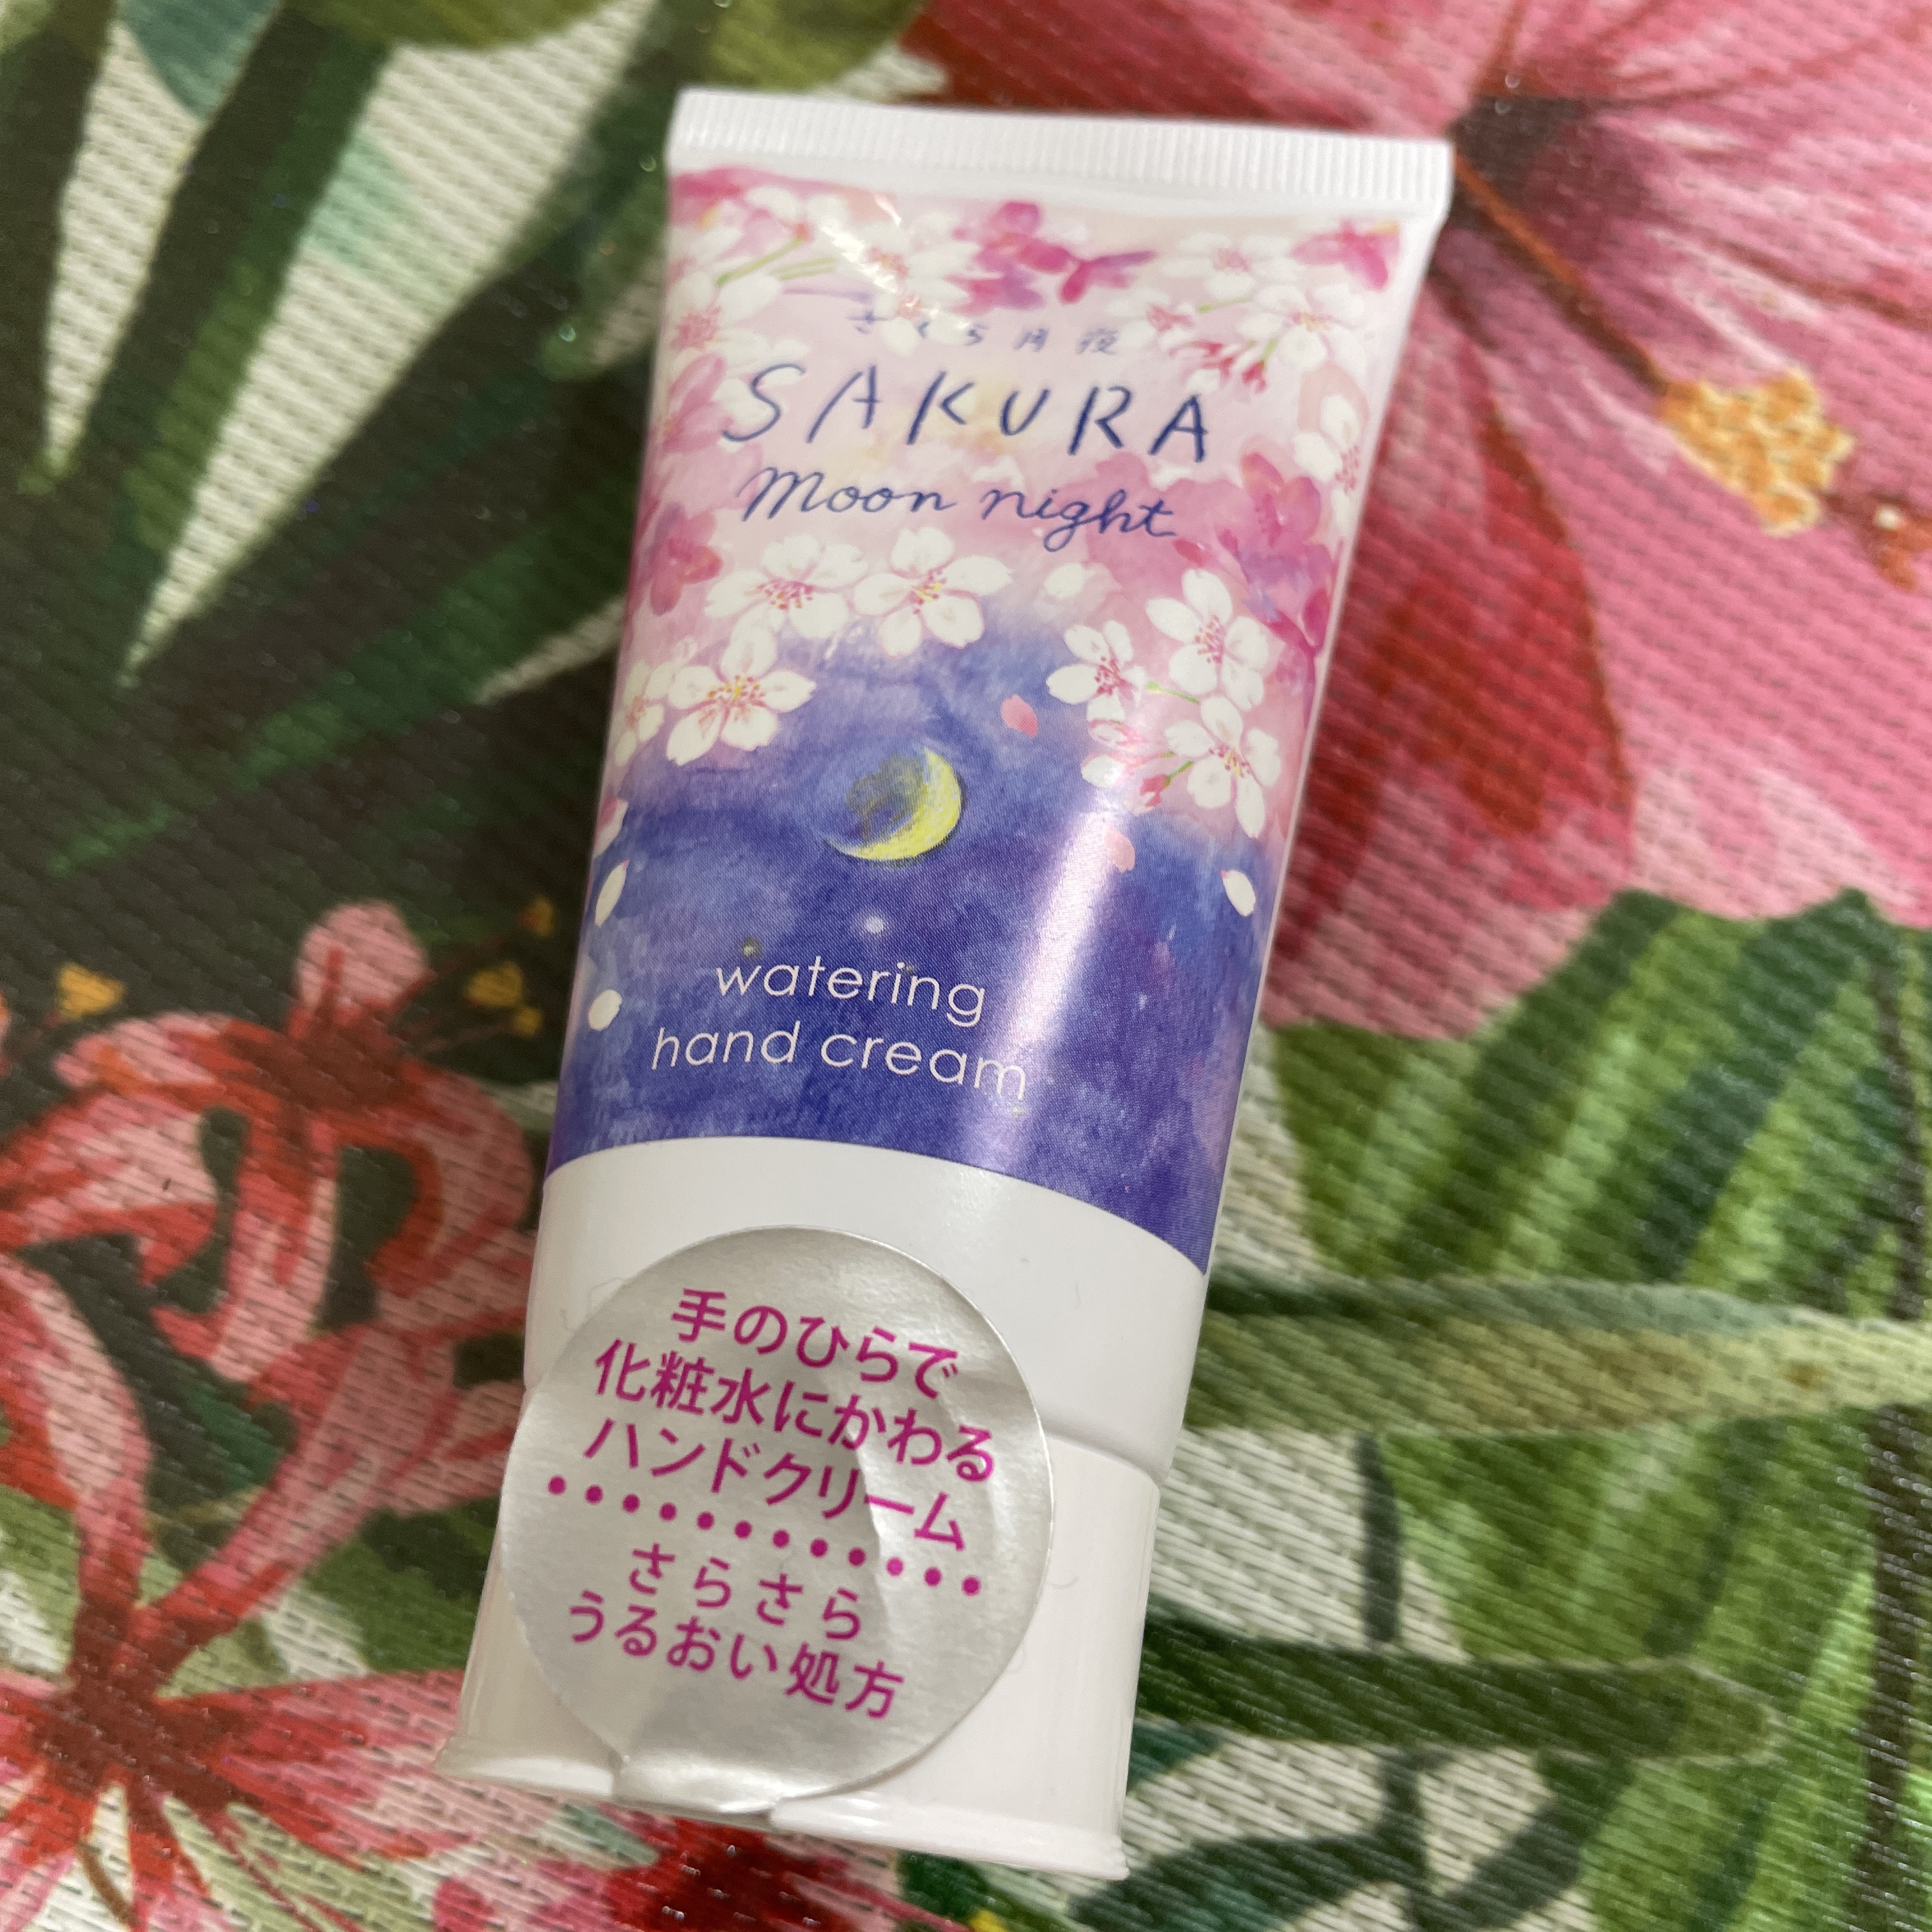 さくら月夜
SAKURA
Moon night
watering
hand cream
手のひらで
化粧水にかわる
ハンドクリーム
さらさら
うるおい処方